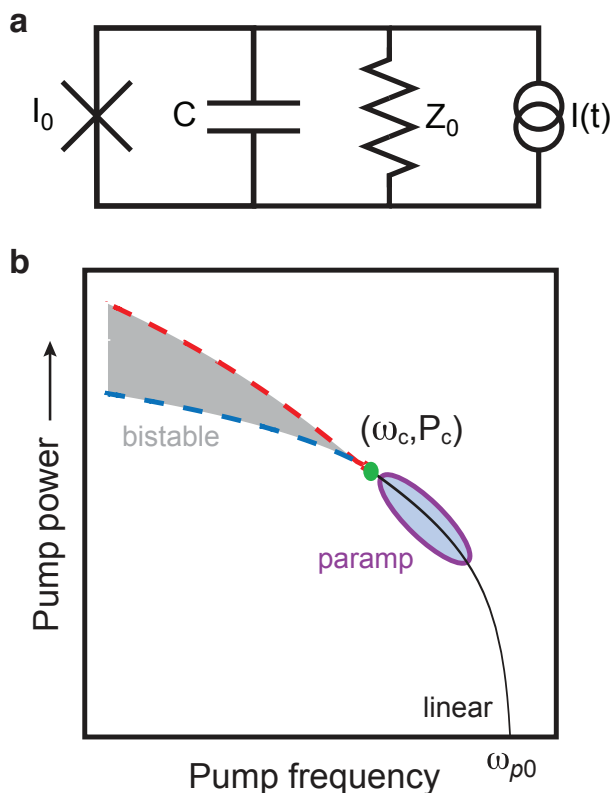 a
I₀
C
Z₀
I(t)
b
Pump power
bistable
(ωc,Pc)
paramp
linear
ωp0
Pump frequency